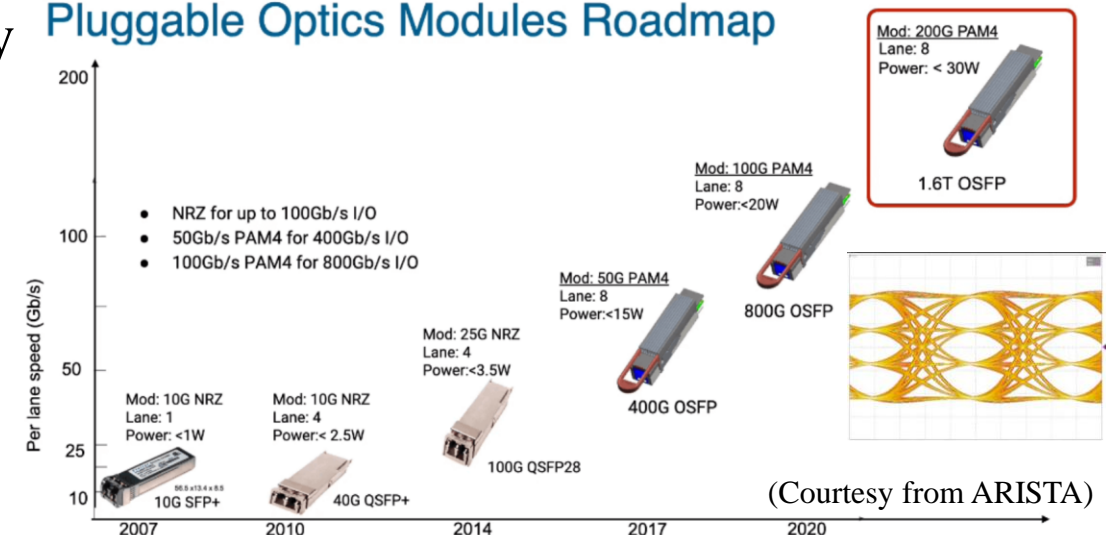 y
Pluggable Optics Modules Roadmap
Mod: 200G PAM4
Lane: 8
Power: < 30W
1.6T OSFP
200
100
50
25
10
Per lane speed (Gb/s)
● NRZ for up to 100Gb/s I/O
● 50Gb/s PAM4 for 400Gb/s I/O
● 100Gb/s PAM4 for 800Gb/s I/O
Mod: 100G PAM4
Lane: 8
Power:<20W
800G OSFP
Mod: 50G PAM4
Lane: 8
Power:<15W
400G OSFP
Mod: 25G NRZ
Lane: 4
Power:<3.5W
100G QSFP28
Mod: 10G NRZ
Lane: 1
Power: <1W
10G SFP+
Mod: 10G NRZ
Lane: 4
Power:< 2.5W
40G QSFP+
(Courtesy from ARISTA)
2007
2010
2014
2017
2020